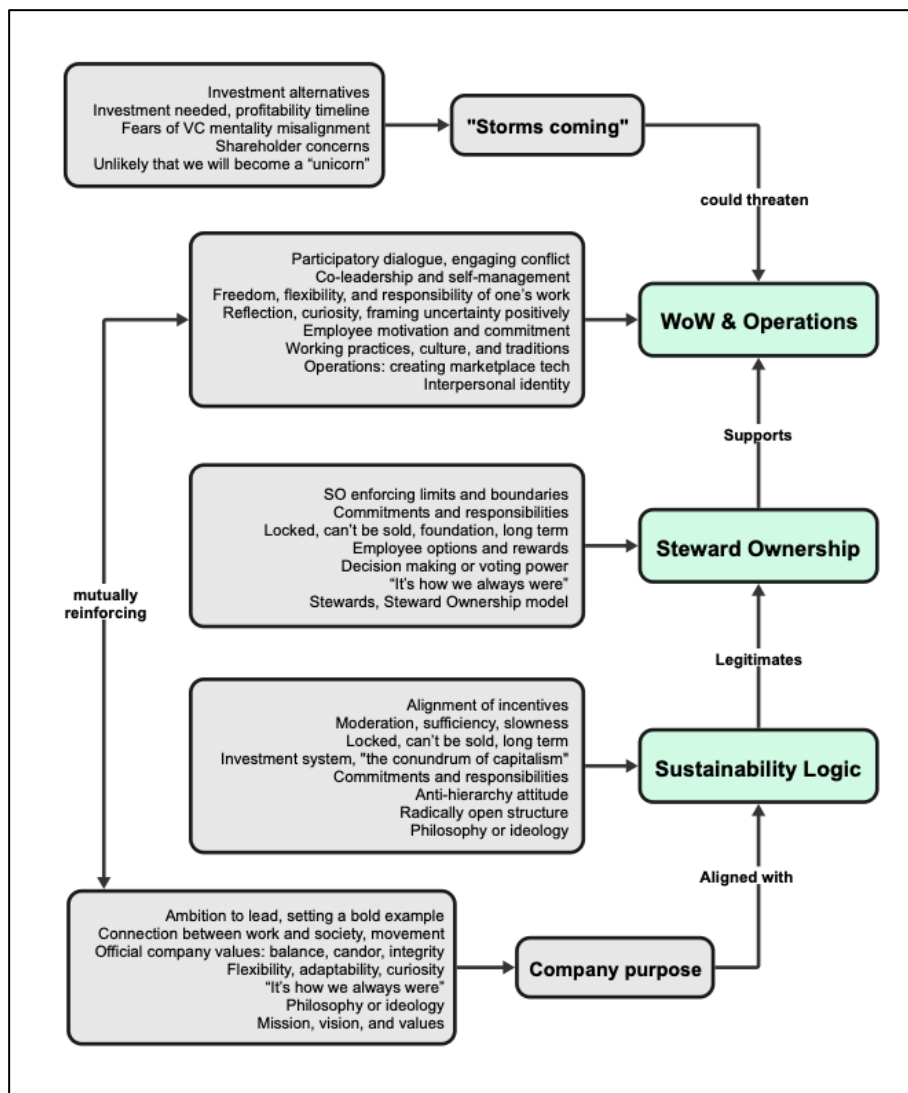 Investment alternatives
Investment needed, profitability timeline
Fears of VC mentality misalignment
Shareholder concerns
Unlikely that we will become a “unicorn”
"Storms coming"
could threaten
Participatory dialogue, engaging conflict
Co-leadership and self-management
Freedom, flexibility, and responsibility of one’s work
Reflection, curiosity, framing uncertainty positively
Employee motivation and commitment
Working practices, culture, and traditions
Operations: creating marketplace tech
Interpersonal identity
WoW & Operations
Supports
SO enforcing limits and boundaries
Commitments and responsibilities
Locked, can’t be sold, foundation, long term
Employee options and rewards
Decision making or voting power
“It’s how we always were”
Stewards, Steward Ownership model
Steward Ownership
mutually
reinforcing
Legitimates
Alignment of incentives
Moderation, sufficiency, slowness
Locked, can’t be sold, long term
Investment system, "the conundrum of capitalism"
Commitments and responsibilities
Anti-hierarchy attitude
Radically open structure
Philosophy or ideology
Sustainability Logic
Aligned with
Ambition to lead, setting a bold example
Connection between work and society, movement
Official company values: balance, candor, integrity
Flexibility, adaptability, curiosity
“It’s how we always were”
Philosophy or ideology
Mission, vision, and values
Company purpose